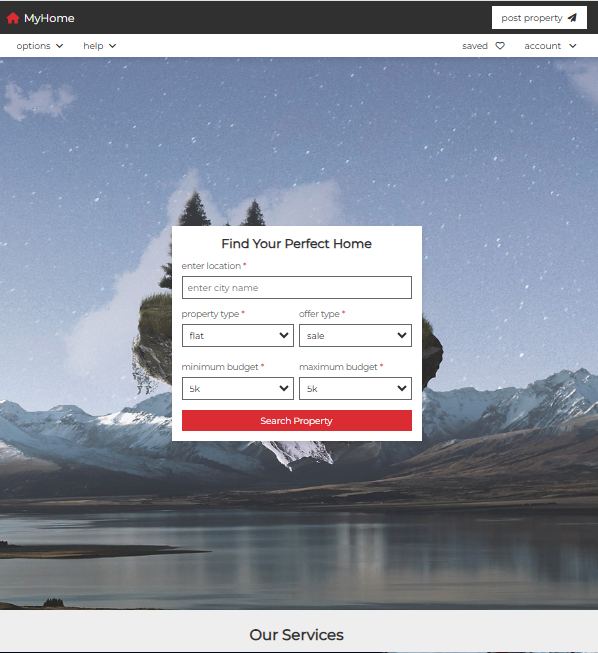 MyHome
post property
options
help
saved
account
Find Your Perfect Home
enter location *
enter city name
property type *
offer type *
flat
sale
minimum budget *
maximum budget *
5k
5k
Search Property
Our Services